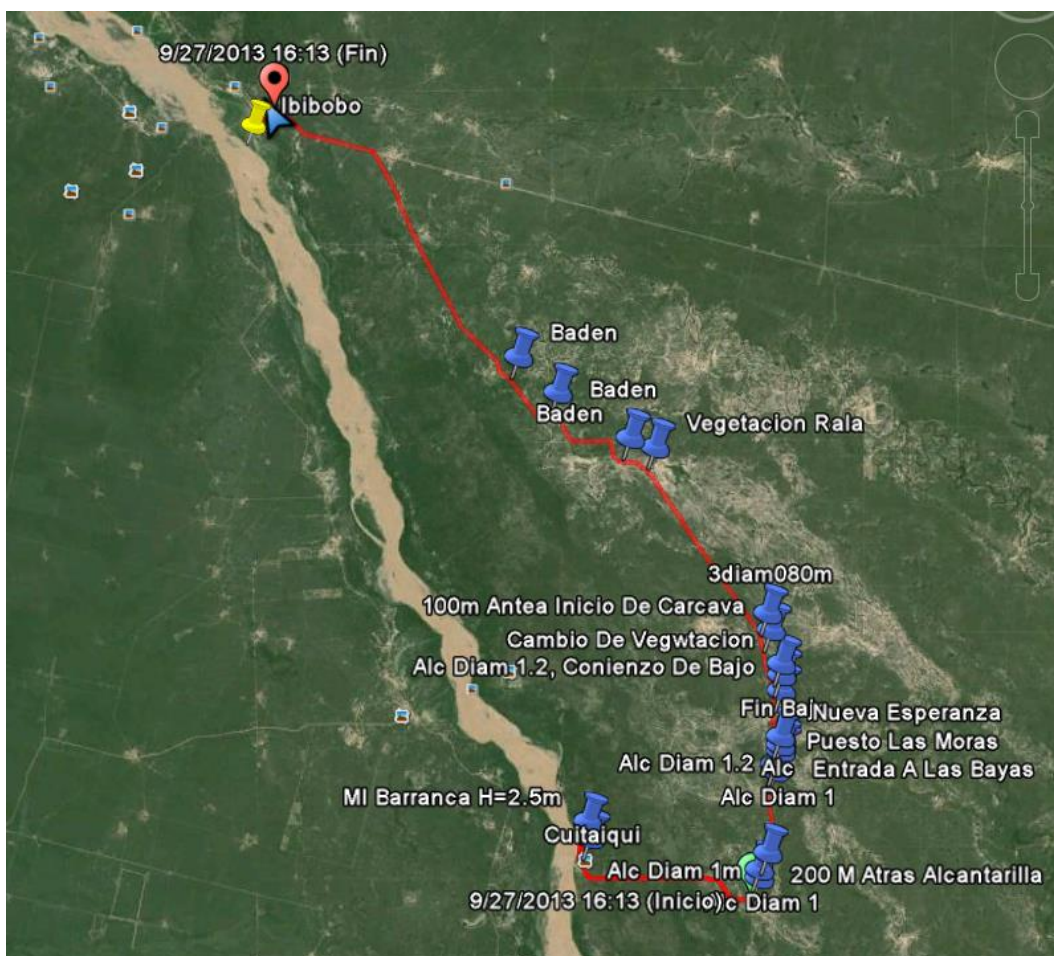 9/27/2013 16:13 (Fin)
Ibibobo
Baden
Baden
Baden
Vegetacion Rala
3diam080m
100m Antea Inicio De Carcava
Cambio De Vegwtacion
Alc Diam 1.2, Conienzo De Bajo
Fin Baj
Nueva Esperanza
Puesto Las Moras
Alc Diam 1.2
Alc
Entrada A Las Bayas
MI Barranca H=2.5m
Alc Diam 1
Cuitaiqui
Alc Diam 1m
200 M Atras Alcantarilla
9/27/2013 16:13 (Inicio)
Diam 1